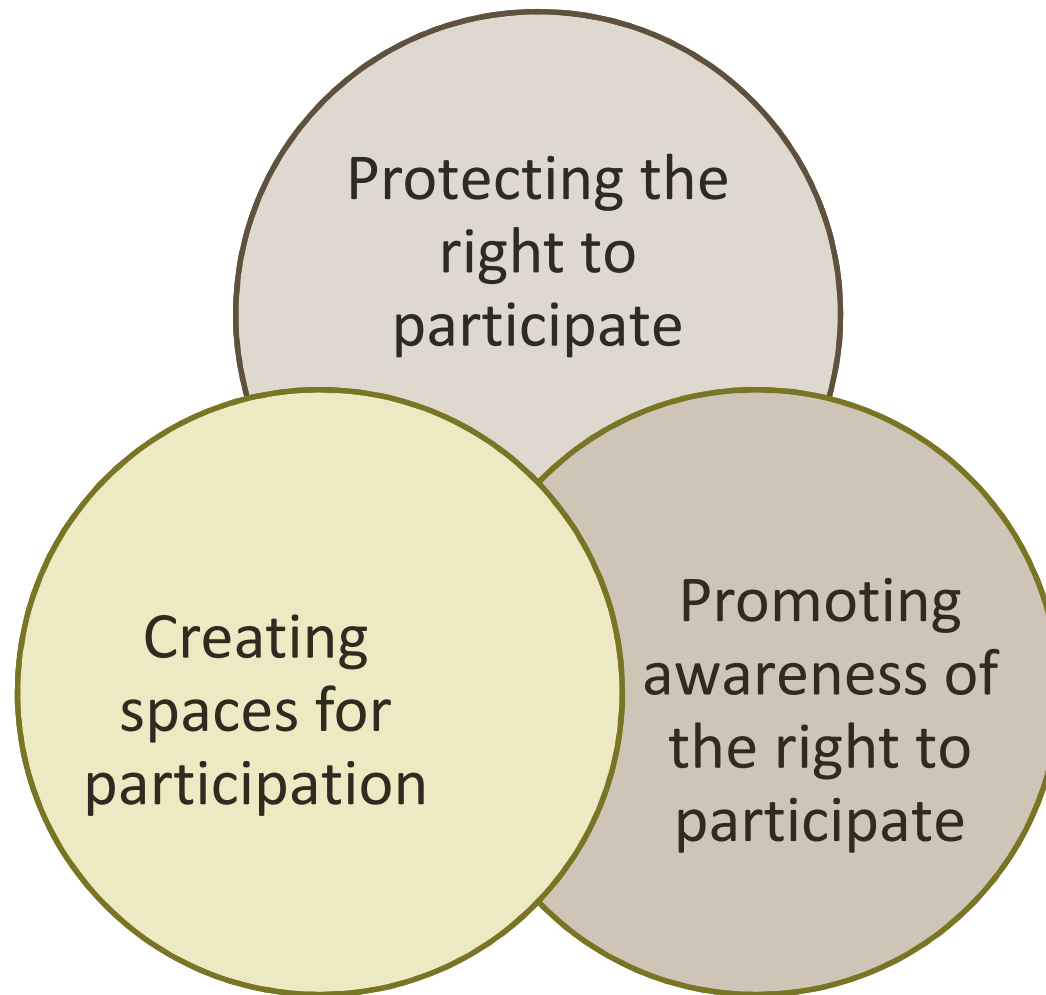 Protecting the
right to
participate
Creating
spaces for
participation
Promoting
awareness of
the right to
participate